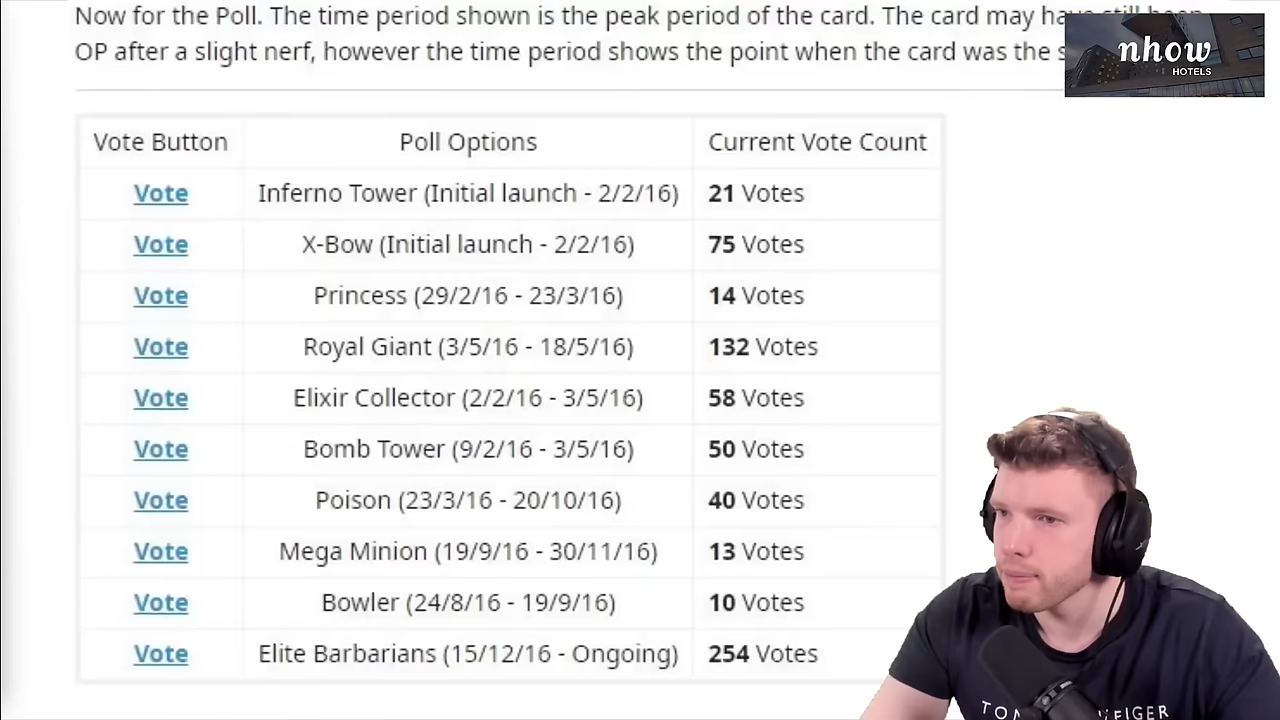 Now for the Poll. The time period shown is the peak period of the card. The card may have still been
OP after a slight nerf, however the time period shows the point when the card was the
nhow
HOTELS
Vote Button Poll Options Current Vote Count
Vote Inferno Tower (Initial launch - 2/2/16) 21 Votes
Vote X-Bow (Initial launch - 2/2/16) 75 Votes
Vote Princess (29/2/16 - 23/3/16) 14 Votes
Vote Royal Giant (3/5/16 - 18/5/16) 132 Votes
Vote Elixir Collector (2/2/16 - 3/5/16) 58 Votes
Vote Bomb Tower (9/2/16 - 3/5/16) 50 Votes
Vote Poison (23/3/16 - 20/10/16) 40 Votes
Vote Mega Minion (19/9/16 - 30/11/16) 13 Votes
Vote Bowler (24/8/16 - 19/9/16) 10 Votes
Vote Elite Barbarians (15/12/16 - Ongoing) 254 Votes